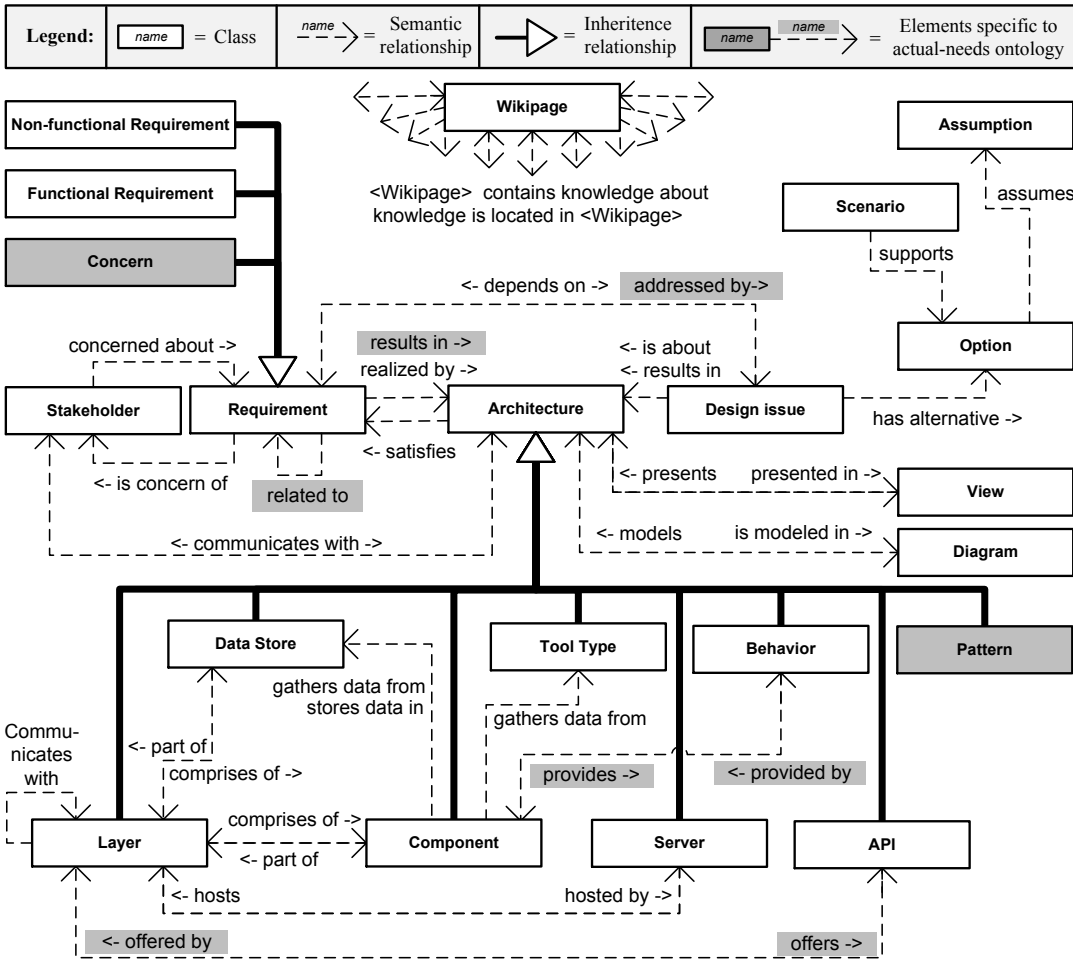 Legend:
name
= Class
name
= Semantic
relationship
= Inheritence
relationship
name
name
= Elements specific to
actual-needs ontology
Wikipage
<Wikipage> contains knowledge about
knowledge is located in <Wikipage>
Non-functional Requirement
Functional Requirement
Concern
Assumption
assumes
Scenario
supports
<- depends on ->
addressed by->
concerned about ->
results in ->
realized by ->
<- is about
<- results in
Option
Stakeholder
Requirement
Architecture
Design issue
has alternative ->
<- satisfies
<- is concern of
related to
<- presents
presented in ->
View
<- communicates with ->
<- models
is modeled in ->
Diagram
Data Store
Tool Type
Behavior
Pattern
gathers data from
stores data in
gathers data from
Commu-
nicates
with
<- part of
comprises of ->
provides ->
<- provided by
comprises of ->
<- part of
Layer
Component
Server
API
<- hosts
hosted by ->
<- offered by
offers ->